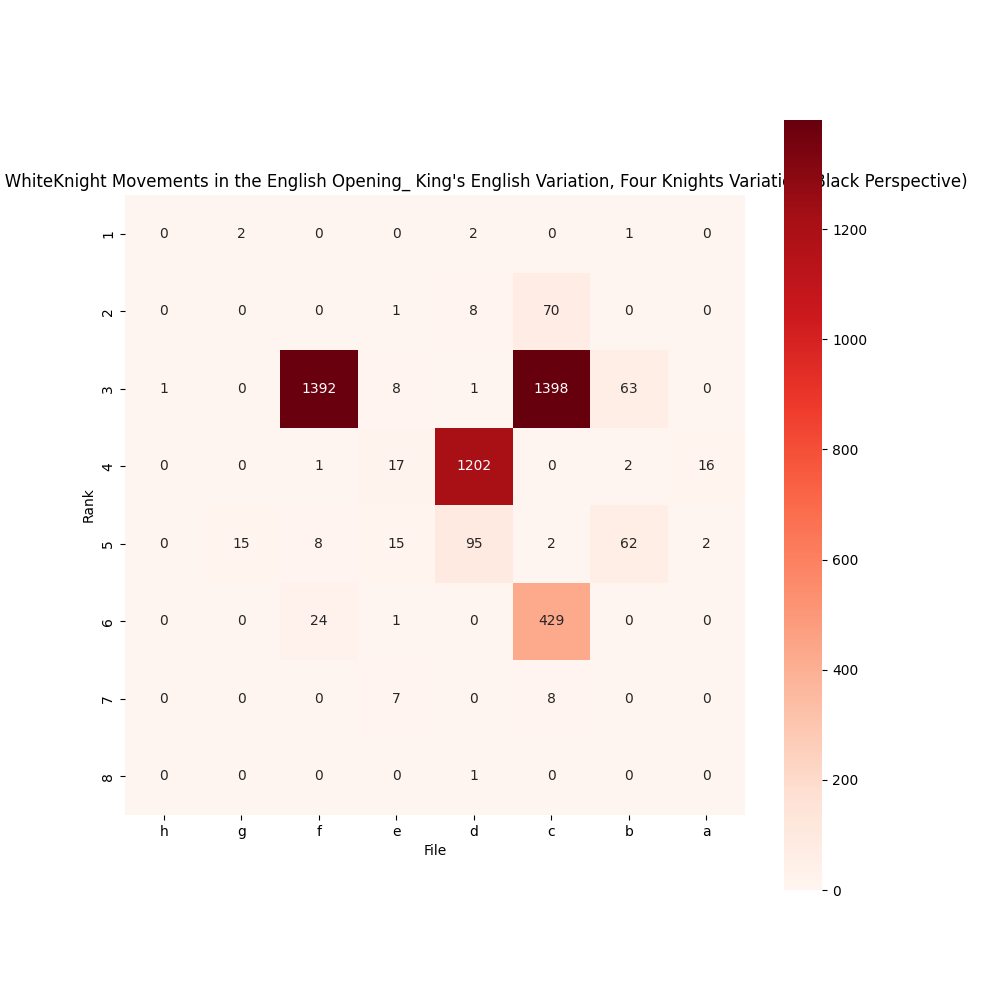 WhiteKnight Movements in the English Opening_ King's English Variation, Four Knights Variati Black Perspective)
1 0 2 0 0 2 0 1 0
1200
2 0 0 0 1 8 70 0 0
1000
3 1 0 1392 8 1 1398 63 0
800
4 0 0 1 17 1202 0 2 16
Rank
5 0 15 8 15 95 2 62 2
600
6 0 0 24 1 0 429 0 0
400
7 0 0 0 7 0 8 0 0
8 0 0 0 0 1 0 0 0
200
h g f e d c b a
File
0